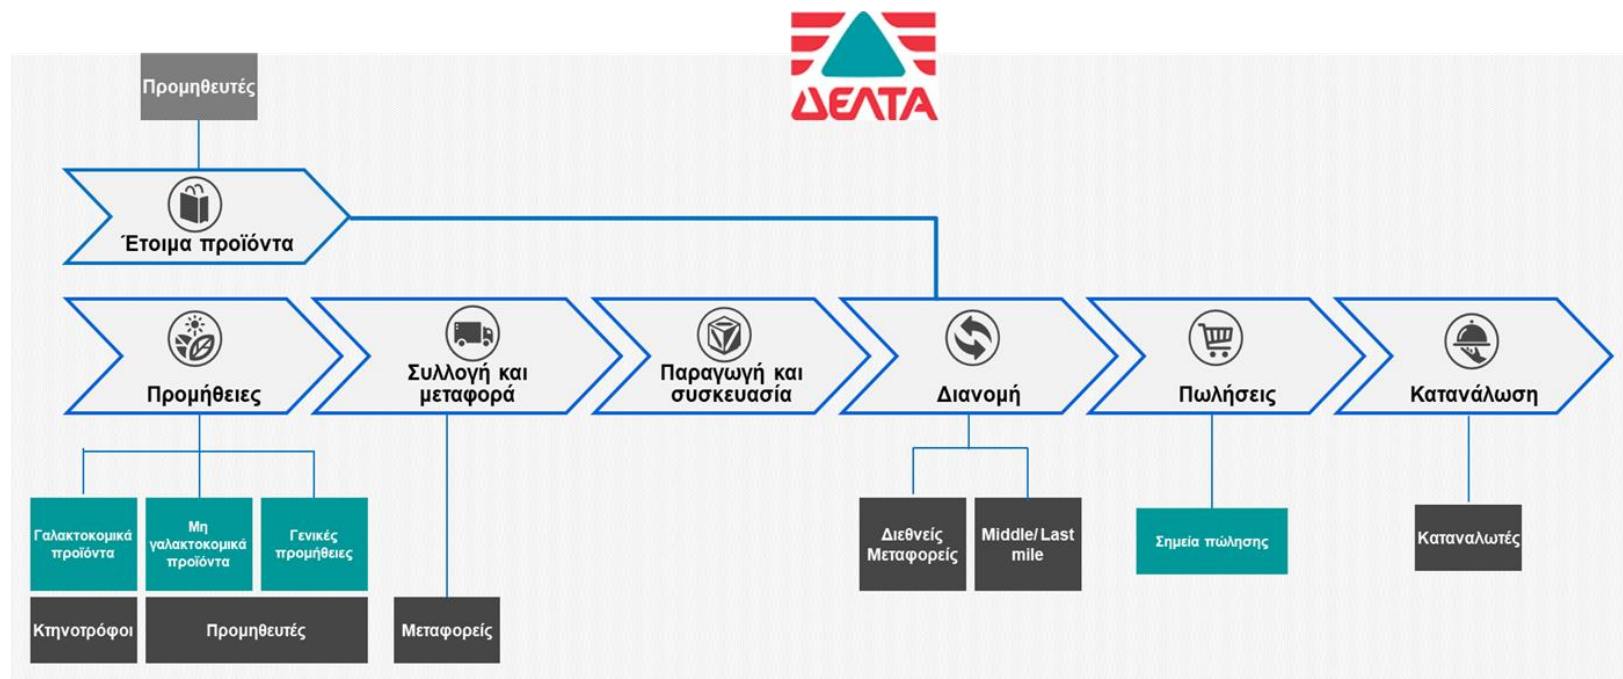 ΔΕΛΤΑ
Προμηθευτές
Έτοιμα προϊόντα
Προμήθειες
Συλλογή και
μεταφορά
Παραγωγή και
συσκευασία
Διανομή
Πωλήσεις
Κατανάλωση
Γαλακτοκομικά
προϊόντα
Μη
γαλακτοκομικά
προϊόντα
Γενικές
προμήθειες
Κτηνοτρόφοι
Προμηθευτές
Μεταφορείς
Διεθνείς
Μεταφορείς
Middle/ Last
mile
Σημεία πώλησης
Καταναλωτές